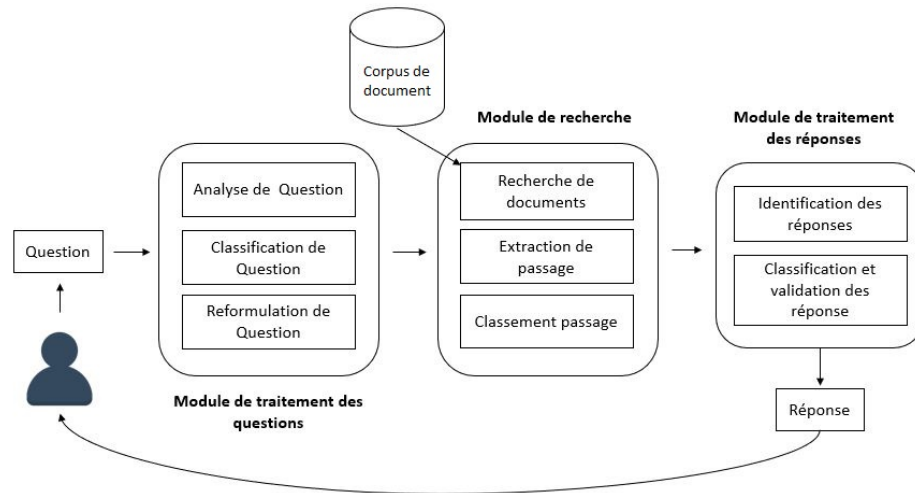 Corpus de
document
Module de recherche
Module de traitement
des réponses
Question
Analyse de Question
Classification de
Question
Reformulation de
Question
Module de traitement des
questions
Recherche de
documents
Extraction de
passage
Classement passage
Identification des
réponses
Classification et
validation des
réponse
Réponse